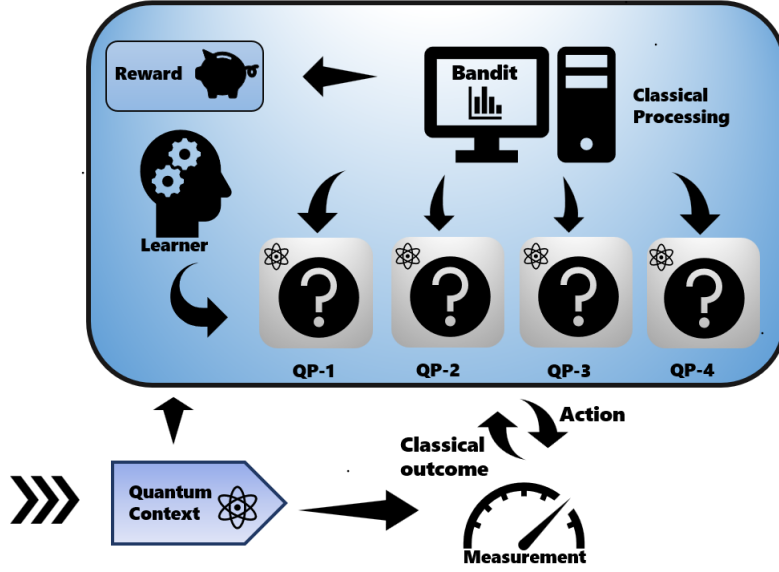 Reward
Bandit
Classical
Processing
Learner
QP-1
QP-2
QP-3
QP-4
Action
Classical
outcome
Quantum
Context
Measurement